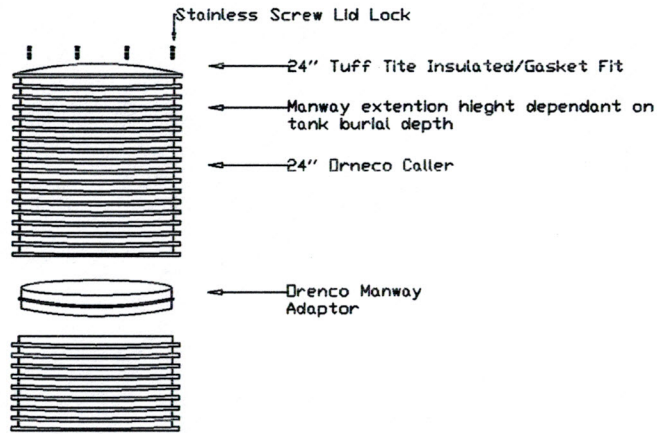 Stainless Screw Lid Lock
24" Tuff Tite Insulated/Gasket Fit
Manway extention hieght dependant on
tank burial depth
24" Orneco Caller
Orenco Manway
Adaptor